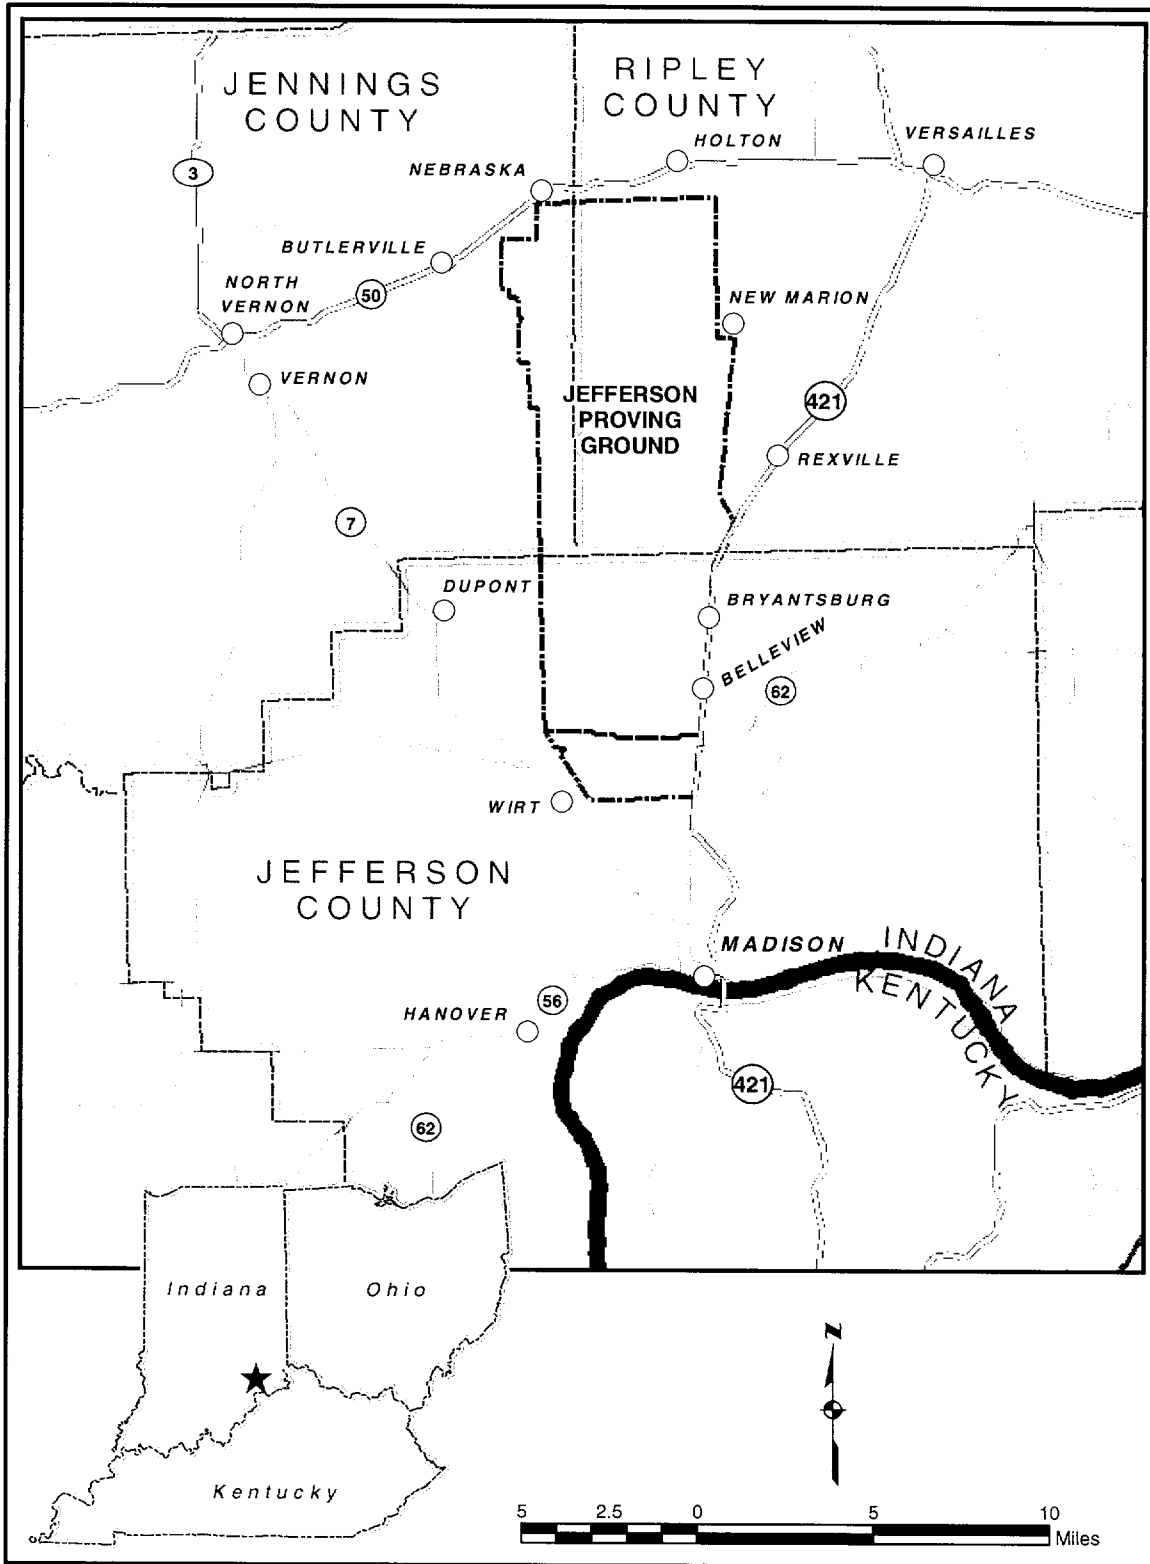 JENNINGS
COUNTY
RIPLEY
COUNTY
VERSAILLES
HOLTON
NEBRASKA
3
BUTLERVILLE
NORTH
VERNON
50
NEW MARION
VERNON
JEFFERSON
PROVING
GROUND
421
REXVILLE
7
DUPONT
BRYANTSBURG
BELLEVIEW
62
WIRT
JEFFERSON
COUNTY
MADISON
INDIANA
KENTUCKY
HANOVER
56
421
62
Indiana
Ohio
Kentucky
N
5 2.5 0 5 10
Miles